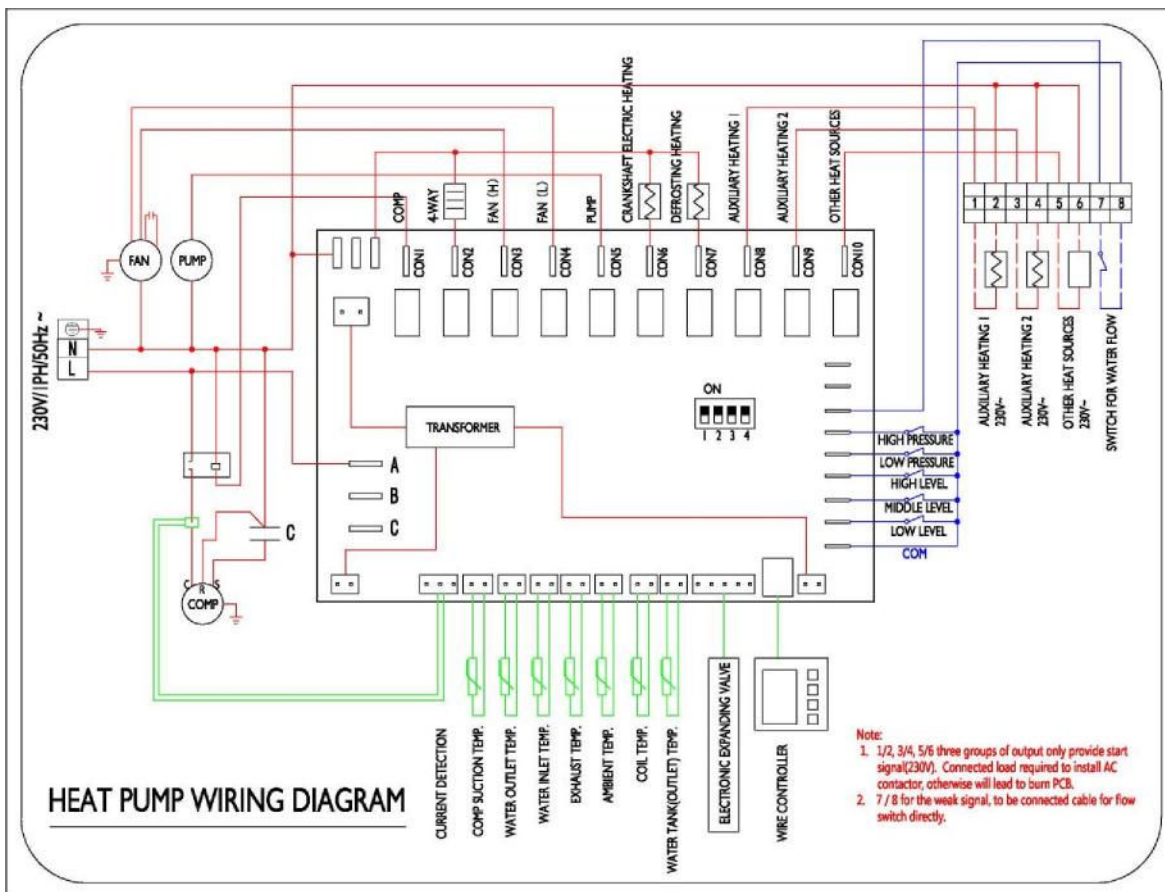 CRANKSHAFT ELECTRIC HEATING
DEFROSTING HEATING
AUXILIARY HEATING 1
AUXILIARY HEATING 2
OTHER HEAT SOURCES
COMP
4-WAY
FAN (H)
FAN (L)
PUMP
1 2 3 4 5 6 7 8
CON1
CON2
CON3
CON4
CON5
CON6
CON7
CON8
CON9
CON10
FAN
PUMP
230V/1PH/50Hz ~
N
L
AUXILIARY HEATING 1
230V~
AUXILIARY HEATING 2
230V~
OTHER HEAT SOURCES
230V~
SWITCH FOR WATER FLOW
ON
1 2 3 4
TRANSFORMER
A
B
C
HIGH PRESSURE
LOW PRESSURE
HIGH LEVEL
MIDDLE LEVEL
LOW LEVEL
COM
C
C R S
COMP
CURRENT DETECTION
COMP SUCTION TEMP.
WATER OUTLET TEMP.
WATER INLET TEMP.
EXHAUST TEMP.
AMBIENT TEMP.
COIL TEMP.
WATER TANK(OUTLET) TEMP.
ELECTRONIC EXPANDING VALVE
WIRE CONTROLLER
HEAT PUMP WIRING DIAGRAM
Note:
1. 1/2, 3/4, 5/6 three groups of output only provide start
signal(230V). Connected load required to install AC
contactor, otherwise will lead to burn PCB.
2. 7 / 8 for the weak signal, to be connected cable for flow
switch directly.